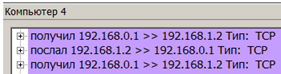 Компьютер 4
получил 192.168.0.1 >> 192.168.1.2 Тип: TCP
послал 192.168.1.2 >> 192.168.0.1 Тип: TCP
получил 192.168.0.1 >> 192.168.1.2 Тип: TCP